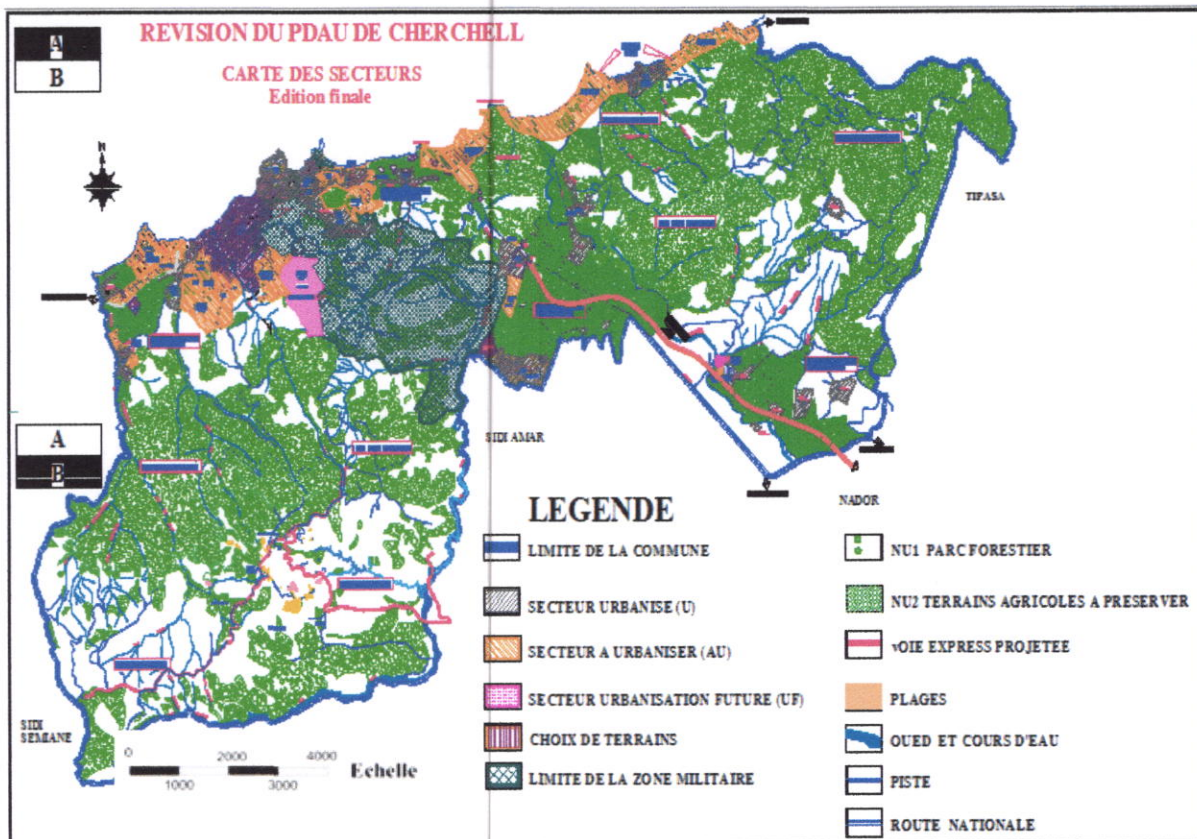 A
B
REVISION DU PDAU DE CHERCHELL
CARTE DES SECTEURS
Edition finale
N
TIPASA
A
B
SIDI AMAR
NADOR
SIDI
SEMIANE
0 2000 4000
1000 3000
Echelle
LEGENDE
LIMITE DE LA COMMUNE
SECTEUR URBANISE (U)
SECTEUR A URBANISER (AU)
SECTEUR URBANISATION FUTURE (UF)
CHOIX DE TERRAINS
LIMITE DE LA ZONE MILITAIRE
NU1 PARC FORESTIER
NU2 TERRAINS AGRICOLES A PRESERVER
vOIE EXPRESS PROJETEE
PLAGES
OUED ET COURS D'EAU
PISTE
ROUTE NATIONALE